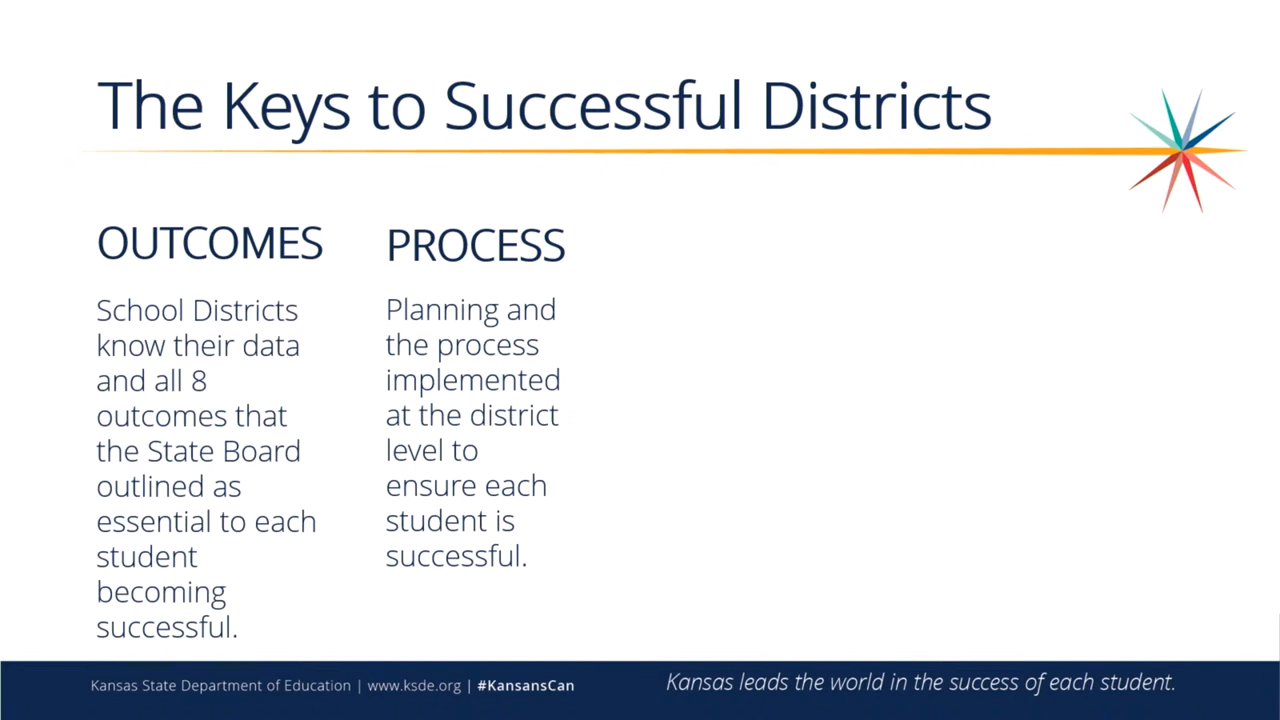 The Keys to Successful Districts
OUTCOMES
School Districts
know their data
and all 8
outcomes that
the State Board
outlined as
essential to each
student
becoming
successful.
PROCESS
Planning and
the process
implemented
at the district
level to
ensure each
student is
successful.
Kansas State Department of Education | www.ksde.org | #KansansCan
Kansas leads the world in the success of each student.